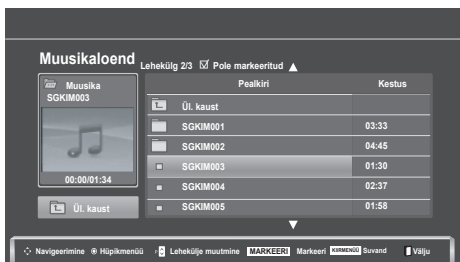 Muusikaloend Lehekülg 2/3 Pole markeeritud
Muusika
SGKIM003
00:00/01:34
Ül. kaust
Pealkiri Kestus
Ül. kaust
SGKIM001 03:33
SGKIM002 04:45
SGKIM003 01:30
SGKIM004 02:37
SGKIM005 01:58
Navigeerimine Hüpikmenüü Lehekülje muutmine MARKEERI Markeeri KIIRMENÜÜ Suvand Välju